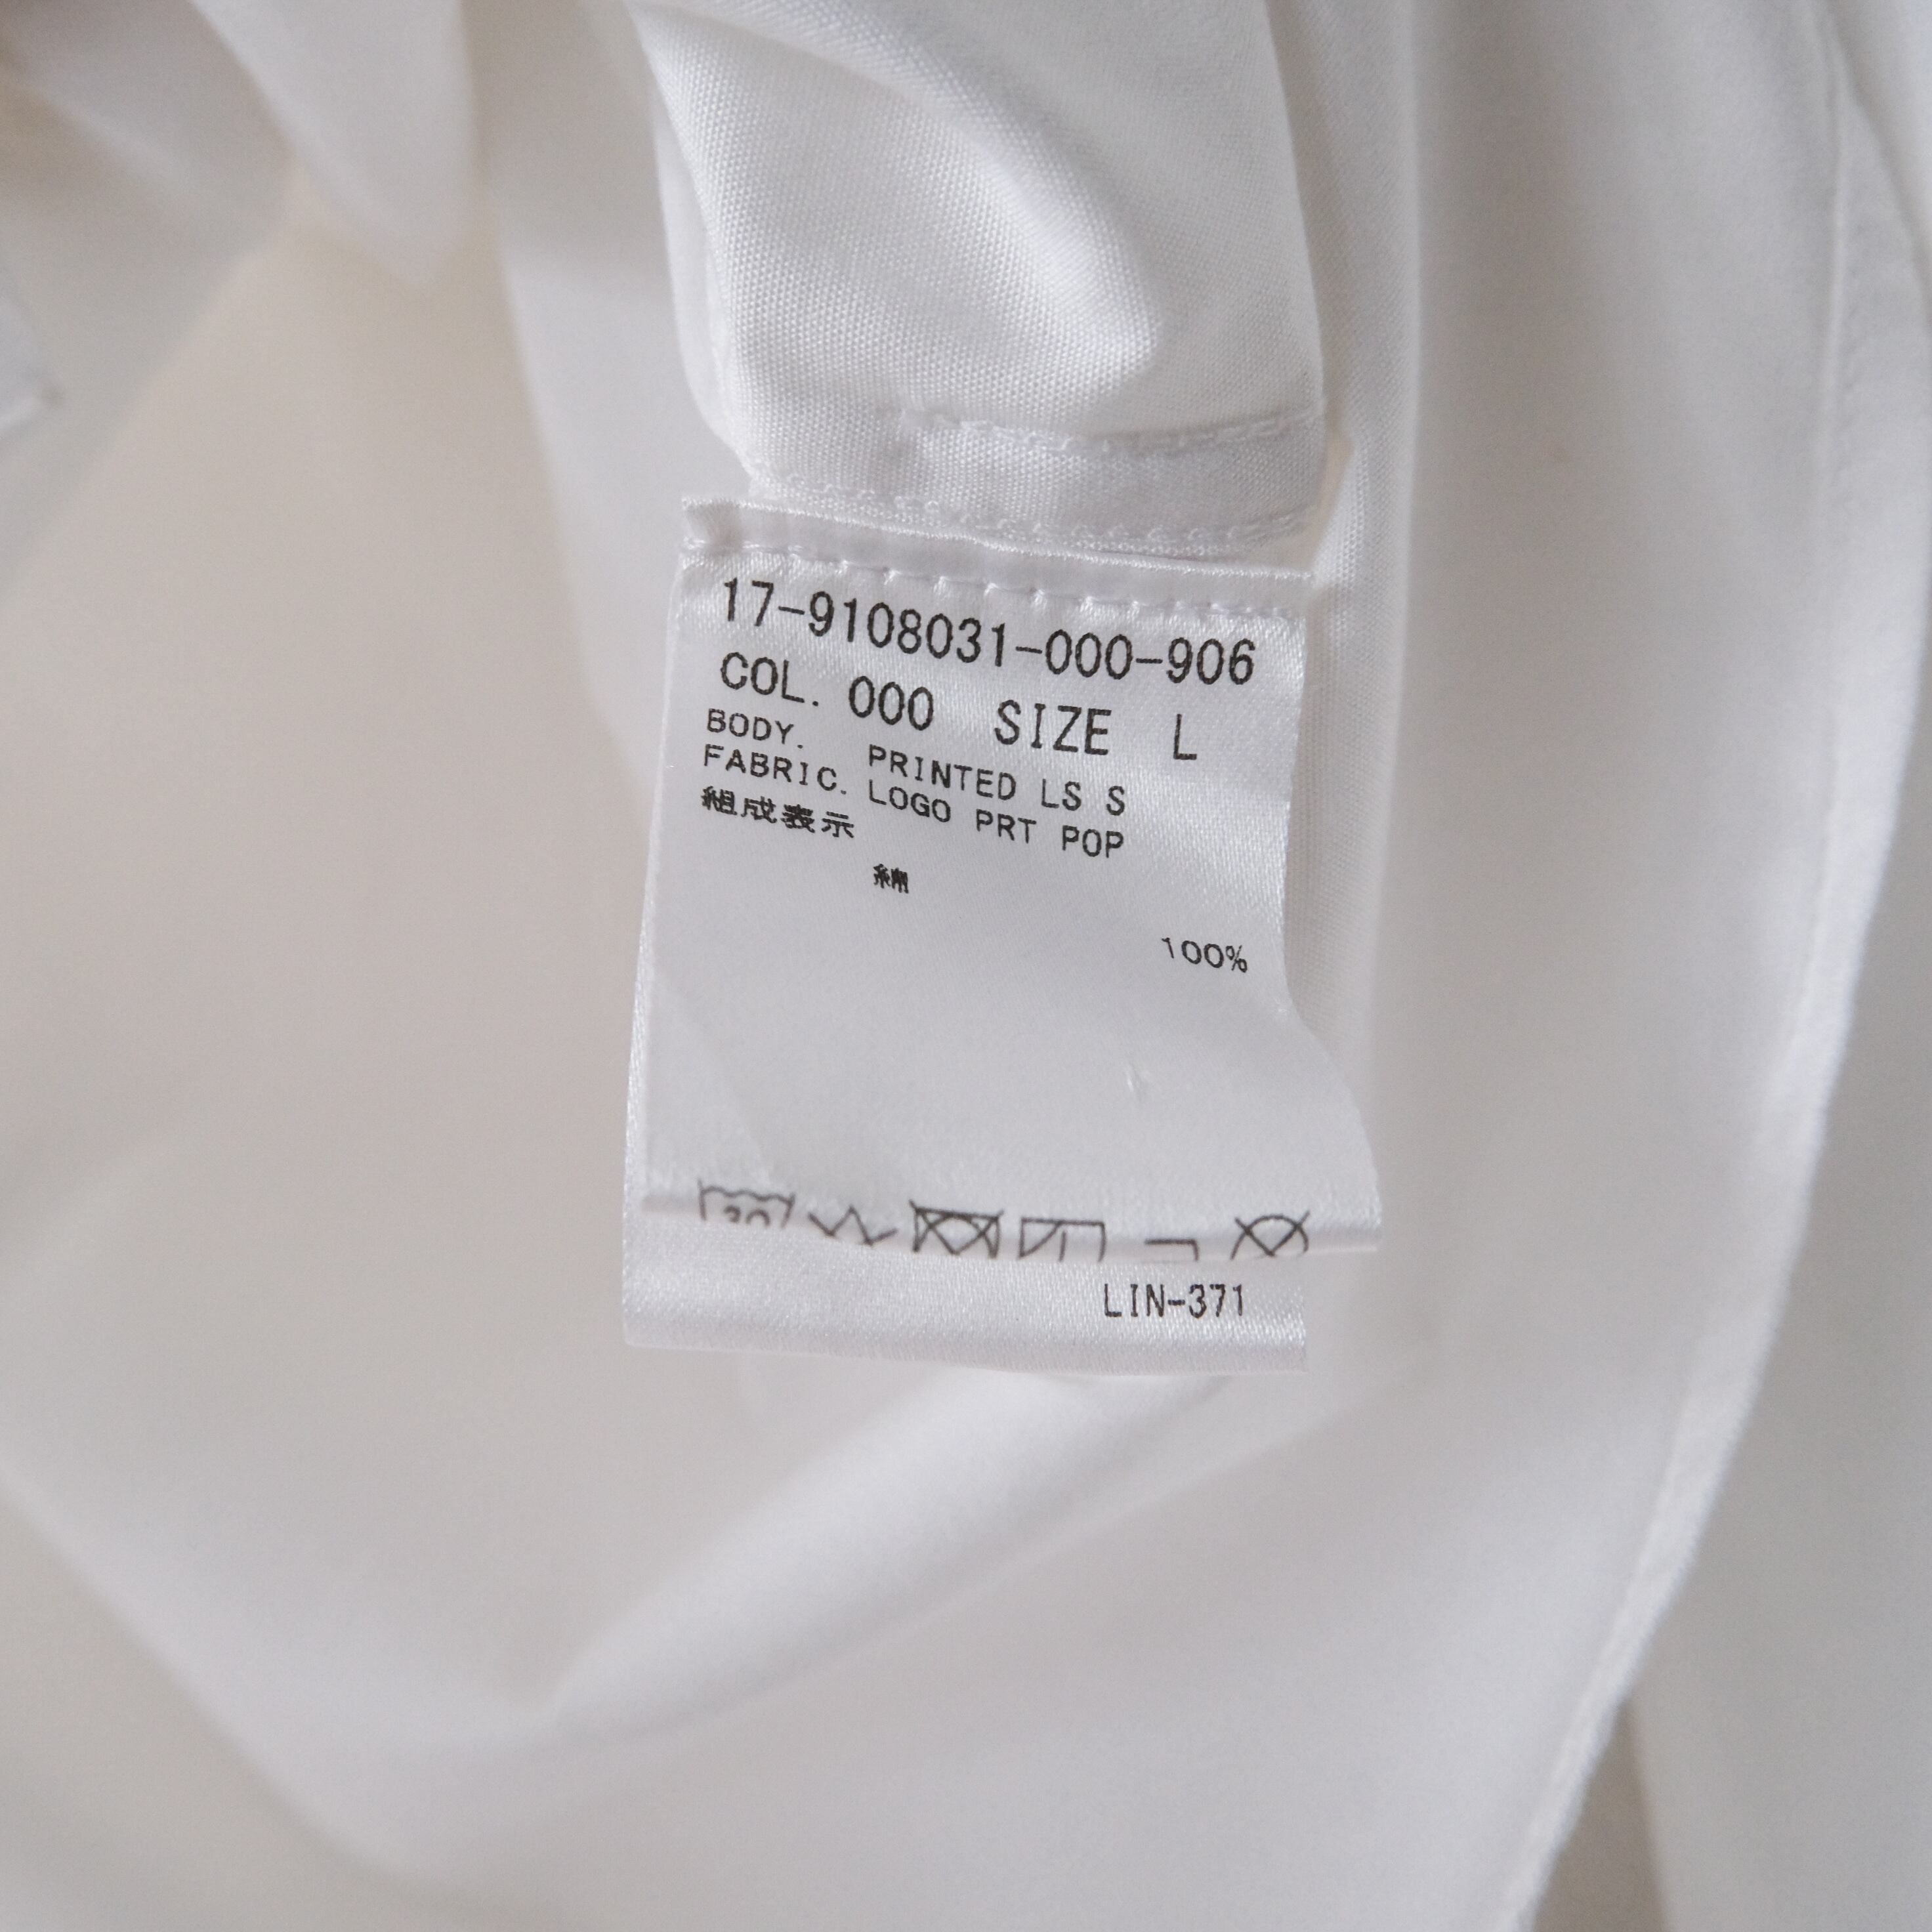 17-9108031-000-906
COL. 000 SIZE L
BODY. PRINTED LS S
FABRIC. LOGO PRT POP
組成表示
綿
100%
30
LIN-371